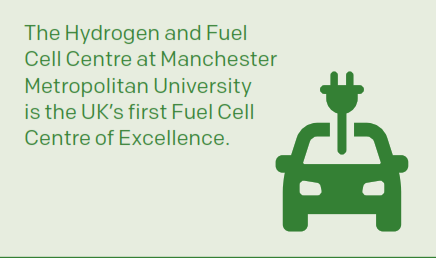 The Hydrogen and Fuel
Cell Centre at Manchester
Metropolitan University
is the UK’s first Fuel Cell
Centre of Excellence.